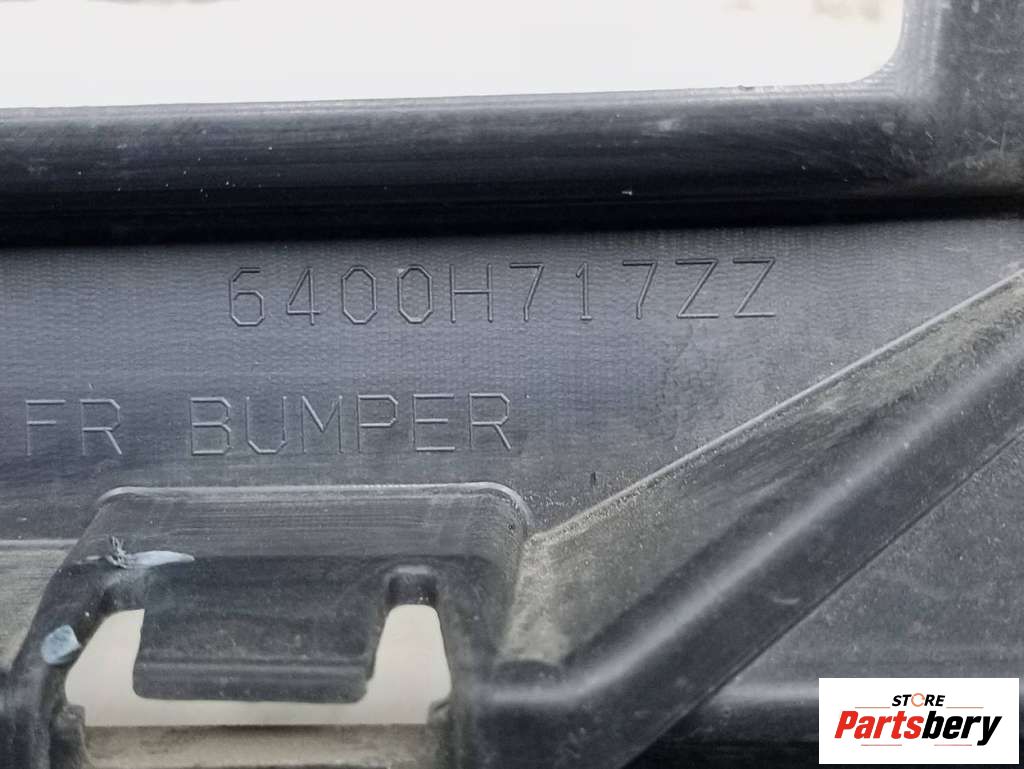 6400H717ZZ
FR BUMPER
STORE
Partsbery